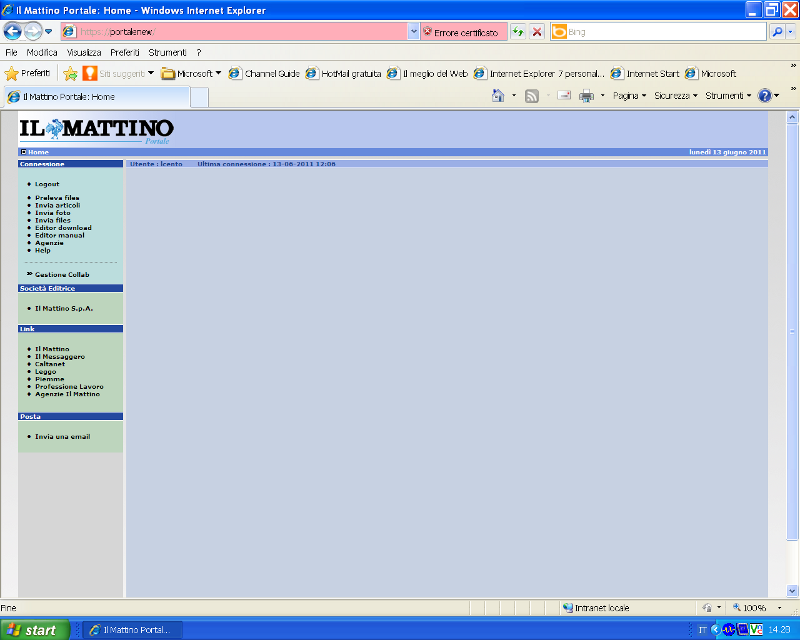 Il Mattino Portale: Home - Windows Internet Explorer
https://portalenew/
Errore certificato
Bing
File Modifica Visualizza Preferiti Strumenti ?
Preferiti
Siti suggeriti
Microsoft
Channel Guide
HotMail gratuita
Il meglio del Web
Internet Explorer 7 personal...
Internet Start
Microsoft
Il Mattino Portale: Home
Pagina
Sicurezza
Strumenti
IL MATTINO
Portale
Home
lunedì 13 giugno 2011
Connessione
Utente : lcento
Ultima connessione : 13-06-2011 12:06
Logout
Preleva files
Invia articoli
Invia foto
Invia files
Editor download
Editor manual
Agenzie
Help
Gestione Collab
Società Editrice
Il Mattino S.p.A.
Link
Il Mattino
Il Messaggero
Caltanet
Leggo
Piemme
Professione Lavoro
Agenzie Il Mattino
Posta
Invia una email
Fine
Intranet locale
100%
start
Il Mattino Portal...
IT
14.23